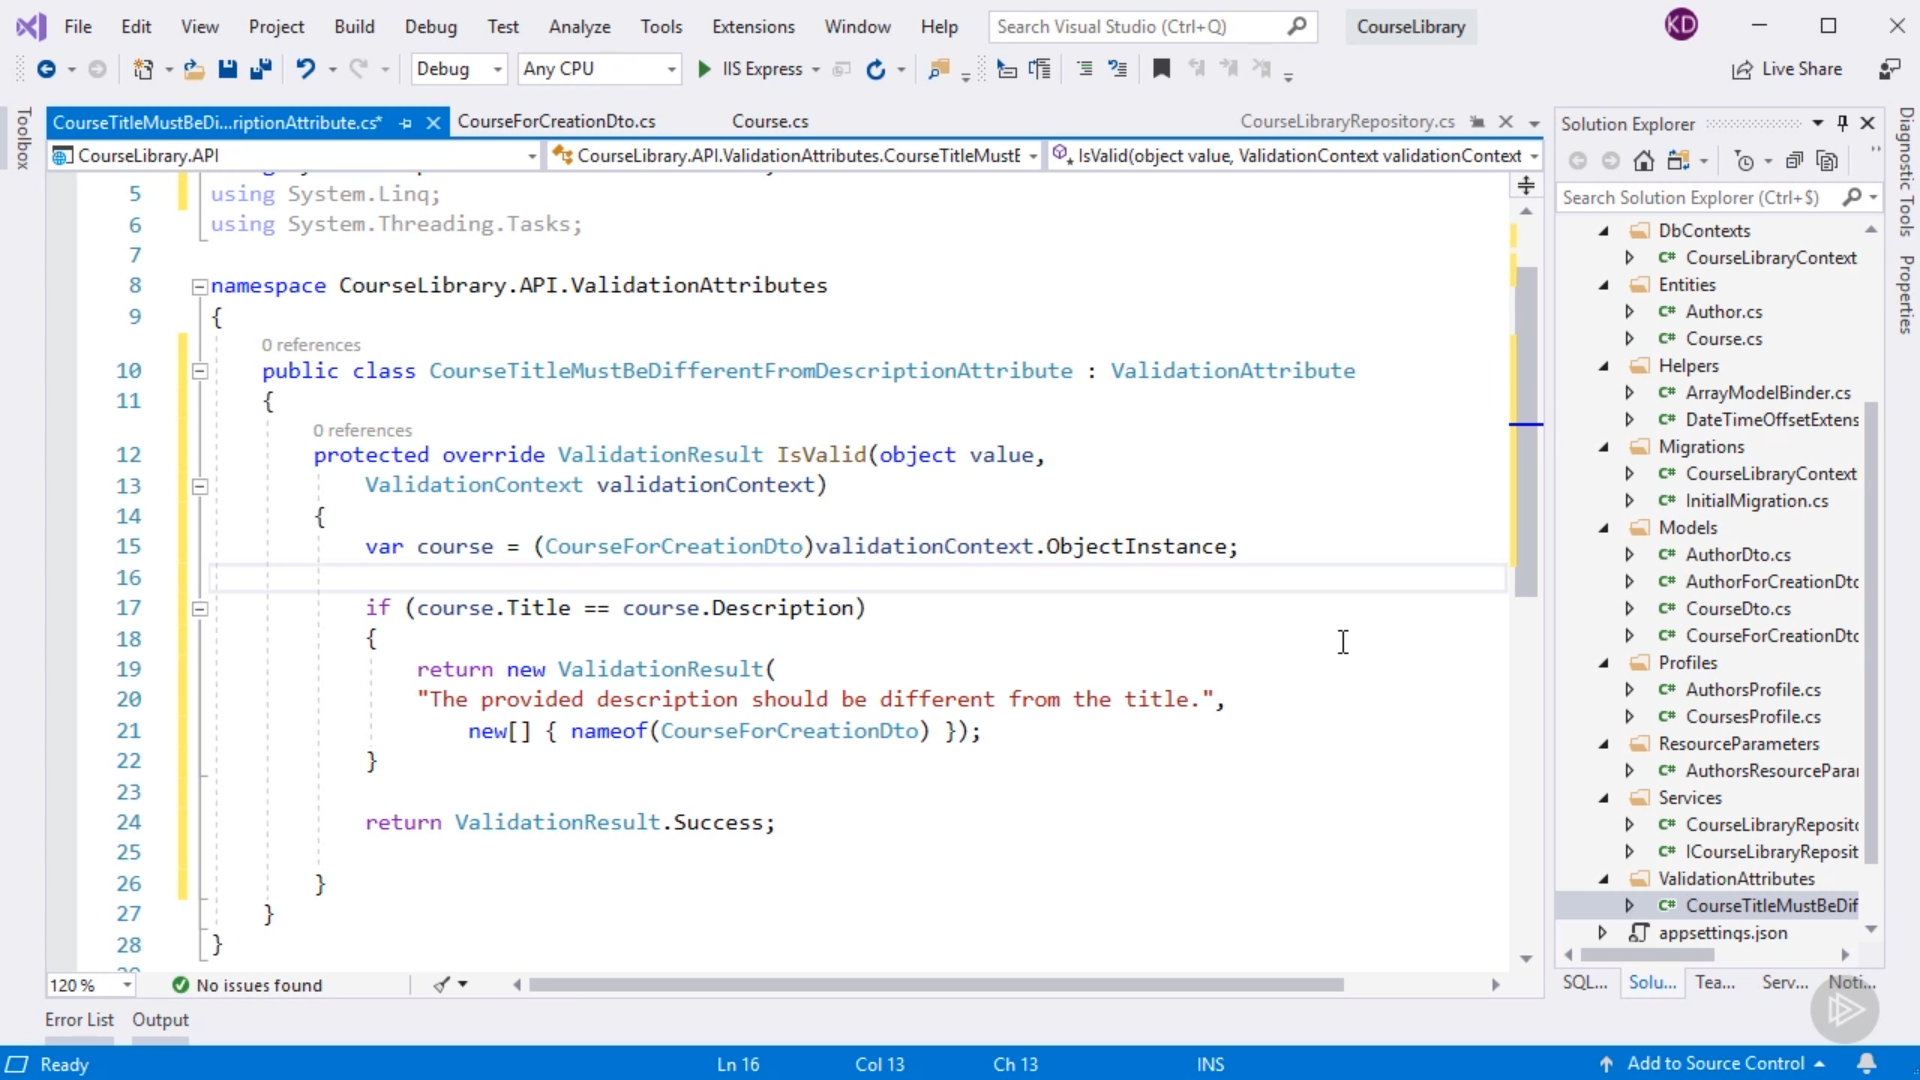 File Edit View Project Build Debug Test Analyze Tools Extensions Window Help Search Visual Studio (Ctrl+Q) CourseLibrary KD
Debug Any CPU IIS Express Live Share
Toolbox
CourseTitleMustBeDi...riptionAttribute.cs* CourseForCreationDto.cs Course.cs CourseLibraryRepository.cs
CourseLibrary.API CourseLibrary.API.ValidationAttributes.CourseTitleMustE IsValid(object value, ValidationContext validationContext
5 using System.Linq;
6 using System.Threading.Tasks;
7
8 namespace CourseLibrary.API.ValidationAttributes
9 {
0 references
10 public class CourseTitleMustBeDifferentFromDescriptionAttribute : ValidationAttribute
11 {
0 references
12 protected override ValidationResult IsValid(object value,
13 ValidationContext validationContext)
14 {
15 var course = (CourseForCreationDto)validationContext.ObjectInstance;
16
17 if (course.Title == course.Description)
18 {
19 return new ValidationResult(
20 "The provided description should be different from the title.",
21 new[] { nameof(CourseForCreationDto) });
22 }
23
24 return ValidationResult.Success;
25
26 }
27 }
28 }
120 % No issues found
Error List Output
Ready Ln 16 Col 13 Ch 13 INS Add to Source Control
Solution Explorer
Search Solution Explorer (Ctrl+$)
DbContexts
C# CourseLibraryContext
Entities
C# Author.cs
C# Course.cs
Helpers
C# ArrayModelBinder.cs
C# DateTimeOffsetExtens
Migrations
C# CourseLibraryContext
C# InitialMigration.cs
Models
C# AuthorDto.cs
C# AuthorForCreationDto
C# CourseDto.cs
C# CourseForCreationDto
Profiles
C# AuthorsProfile.cs
C# CoursesProfile.cs
ResourceParameters
C# AuthorsResourceParar
Services
C# CourseLibraryReposito
C# ICourseLibraryReposit
ValidationAttributes
C# CourseTitleMustBeDif
appsettings.json
SQL... Solu... Tea... Serv... Noti...
Diagnostic Tools
Properties